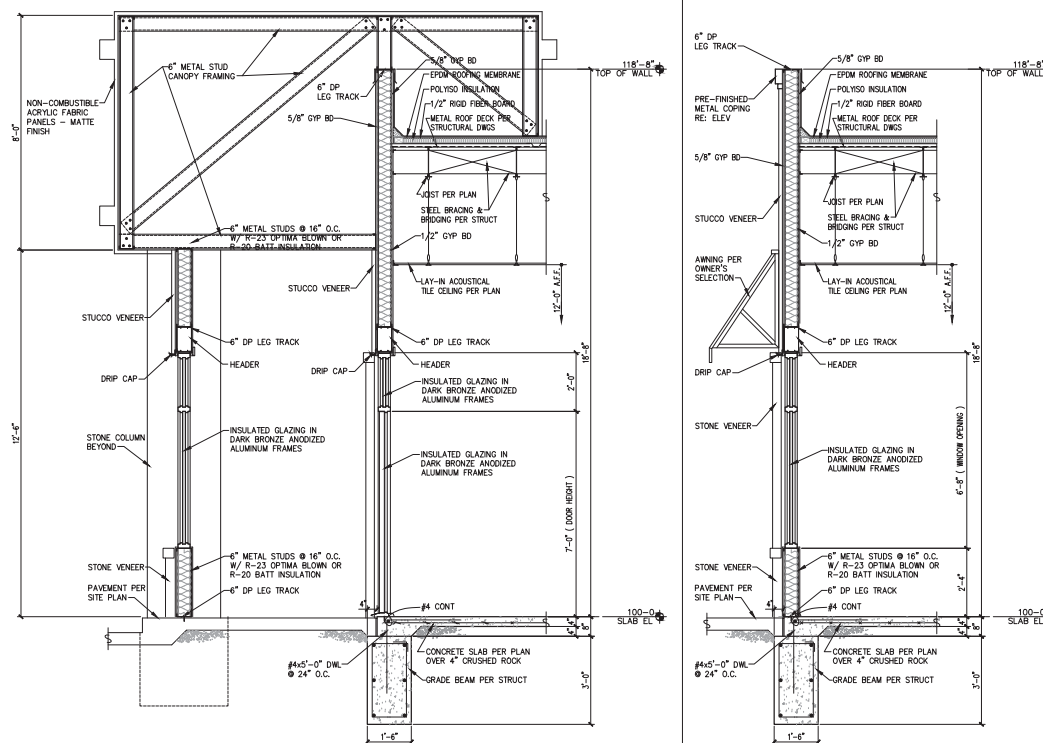 6" METAL STUD
CANOPY FRAMING
NON-COMBUSTIBLE
ACRYLIC FABRIC
PANELS - MATTE
FINISH
8'-0"
6" DP
LEG TRACK
5/8" GYP BD
5/8" GYP BD
EPDM ROOFING MEMBRANE
POLYISO INSULATION
1/2" RIGID FIBER BOARD
METAL ROOF DECK PER
STRUCTURAL DWGS
118'-8"
TOP OF WALL
JOIST PER PLAN
STEEL BRACING &
BRIDGING PER STRUCT
6" METAL STUDS @ 16" O.C.
W/ R-23 OPTIMA BLOWN OR
R-20 BATT INSULATION
1/2" GYP BD
STUCCO VENEER
LAY-IN ACOUSTICAL
TILE CEILING PER PLAN
12'-0" A.F.F.
STUCCO VENEER
6" DP LEG TRACK
HEADER
DRIP CAP
6" DP LEG TRACK
HEADER
DRIP CAP
18'-8"
2'-0"
INSULATED GLAZING IN
DARK BRONZE ANODIZED
ALUMINUM FRAMES
12'-6"
STONE COLUMN
BEYOND
INSULATED GLAZING IN
DARK BRONZE ANODIZED
ALUMINUM FRAMES
INSULATED GLAZING IN
DARK BRONZE ANODIZED
ALUMINUM FRAMES
7'-0" ( DOOR HEIGHT )
6" METAL STUDS @ 16" O.C.
W/ R-23 OPTIMA BLOWN OR
R-20 BATT INSULATION
STONE VENEER
6" DP LEG TRACK
PAVEMENT PER
SITE PLAN
4"
#4 CONT
100-0
SLAB EL
4"
4"
8"
#4x5'-0" DWL
@ 24" O.C.
CONCRETE SLAB PER PLAN
OVER 4" CRUSHED ROCK
GRADE BEAM PER STRUCT
3'-0"
1'-6"
6" DP
LEG TRACK
5/8" GYP BD
EPDM ROOFING MEMBRANE
POLYISO INSULATION
1/2" RIGID FIBER BOARD
METAL ROOF DECK PER
STRUCTURAL DWGS
118'-8"
TOP OF WALL
PRE-FINISHED
METAL COPING
RE: ELEV
5/8" GYP BD
JOIST PER PLAN
STEEL BRACING &
BRIDGING PER STRUCT
STUCCO VENEER
1/2" GYP BD
AWNING PER
OWNER'S
SELECTION
LAY-IN ACOUSTICAL
TILE CEILING PER PLAN
12'-0" A.F.F.
6" DP LEG TRACK
HEADER
DRIP CAP
18'-8"
STONE VENEER
INSULATED GLAZING IN
DARK BRONZE ANODIZED
ALUMINUM FRAMES
6'-8" ( WINDOW OPENING )
6" METAL STUDS @ 16" O.C.
W/ R-23 OPTIMA BLOWN OR
R-20 BATT INSULATION
STONE VENEER
6" DP LEG TRACK
2'-4"
PAVEMENT PER
SITE PLAN
4"
#4 CONT
100-0
SLAB EL
4"
4"
8"
#4x5'-0" DWL
@ 24" O.C.
CONCRETE SLAB PER PLAN
OVER 4" CRUSHED ROCK
GRADE BEAM PER STRUCT
3'-0"
1'-6"